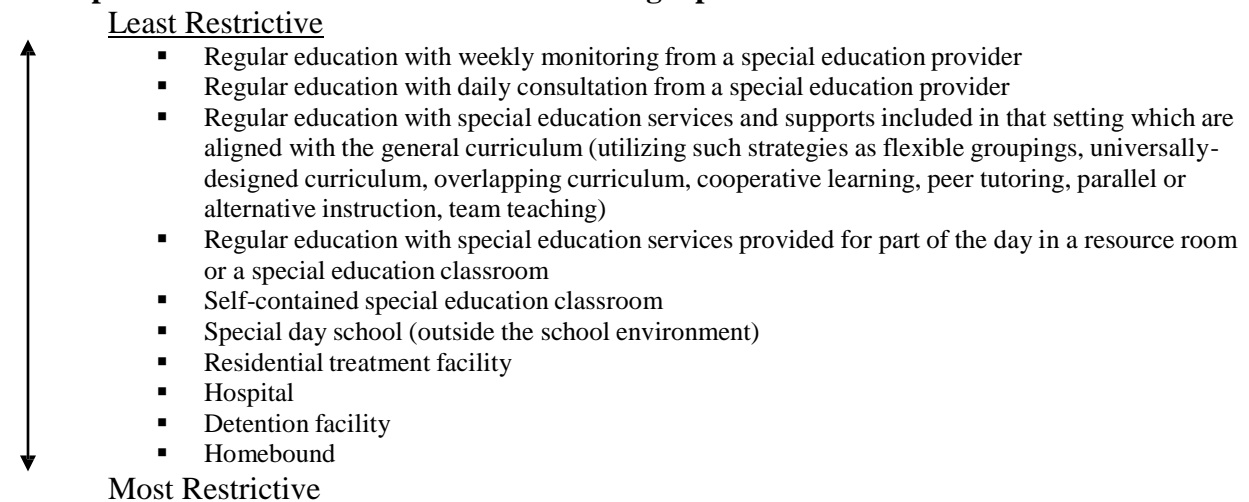 Least Restrictive
▪ Regular education with weekly monitoring from a special education provider
▪ Regular education with daily consultation from a special education provider
▪ Regular education with special education services and supports included in that setting which are
aligned with the general curriculum (utilizing such strategies as flexible groupings, universally-
designed curriculum, overlapping curriculum, cooperative learning, peer tutoring, parallel or
alternative instruction, team teaching)
▪ Regular education with special education services provided for part of the day in a resource room
or a special education classroom
▪ Self-contained special education classroom
▪ Special day school (outside the school environment)
▪ Residential treatment facility
▪ Hospital
▪ Detention facility
▪ Homebound
Most Restrictive